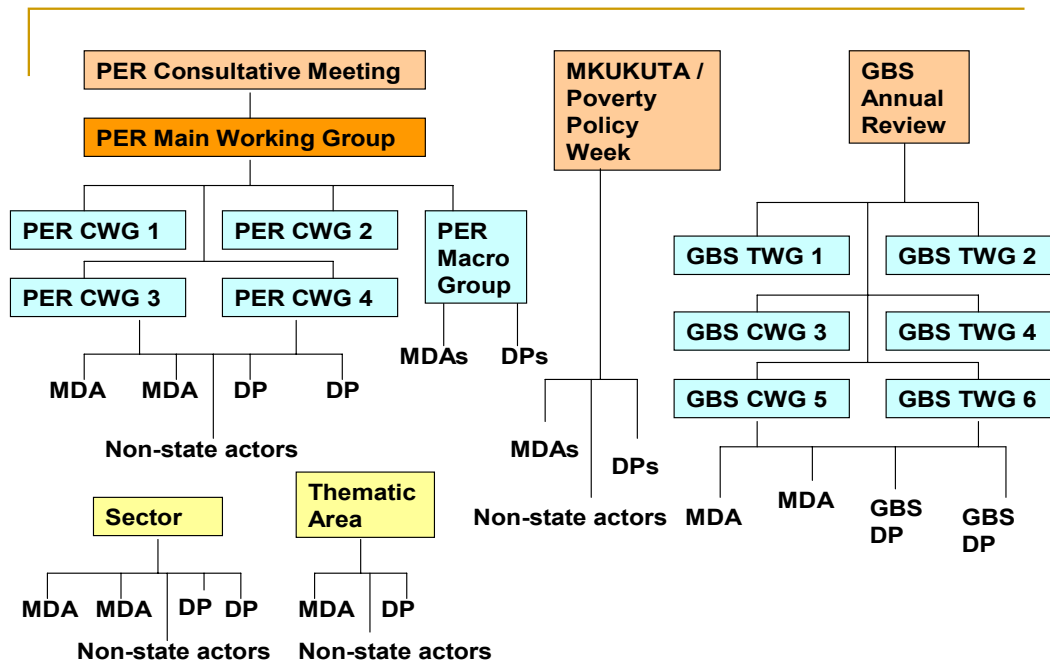 PER Consultative Meeting
PER Main Working Group
PER CWG 1
PER CWG 2
PER
Macro
Group
PER CWG 3
PER CWG 4
MDAs
DPs
MDA
MDA
DP
DP
Non-state actors
Sector
MDA
MDA
DP
DP
Non-state actors
Thematic
Area
MDA
DP
Non-state actors
MKUKUTA /
Poverty
Policy
Week
MDAs
DPs
Non-state actors
GBS
Annual
Review
GBS TWG 1
GBS TWG 2
GBS CWG 3
GBS TWG 4
GBS CWG 5
GBS TWG 6
MDA
MDA
GBS
DP
GBS
DP